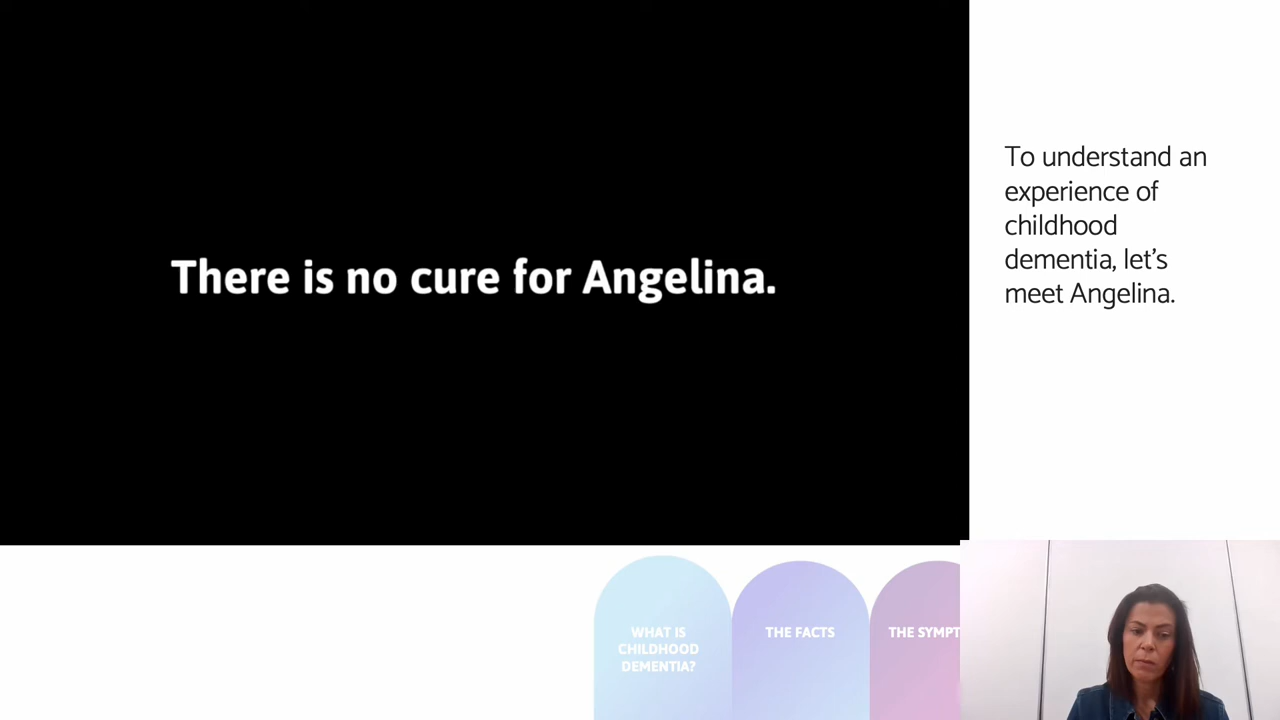 There is no cure for Angelina.
To understand an
experience of
childhood
dementia, let’s
meet Angelina.
WHAT IS
CHILDHOOD
DEMENTIA?
THE FACTS
THE SYMPT